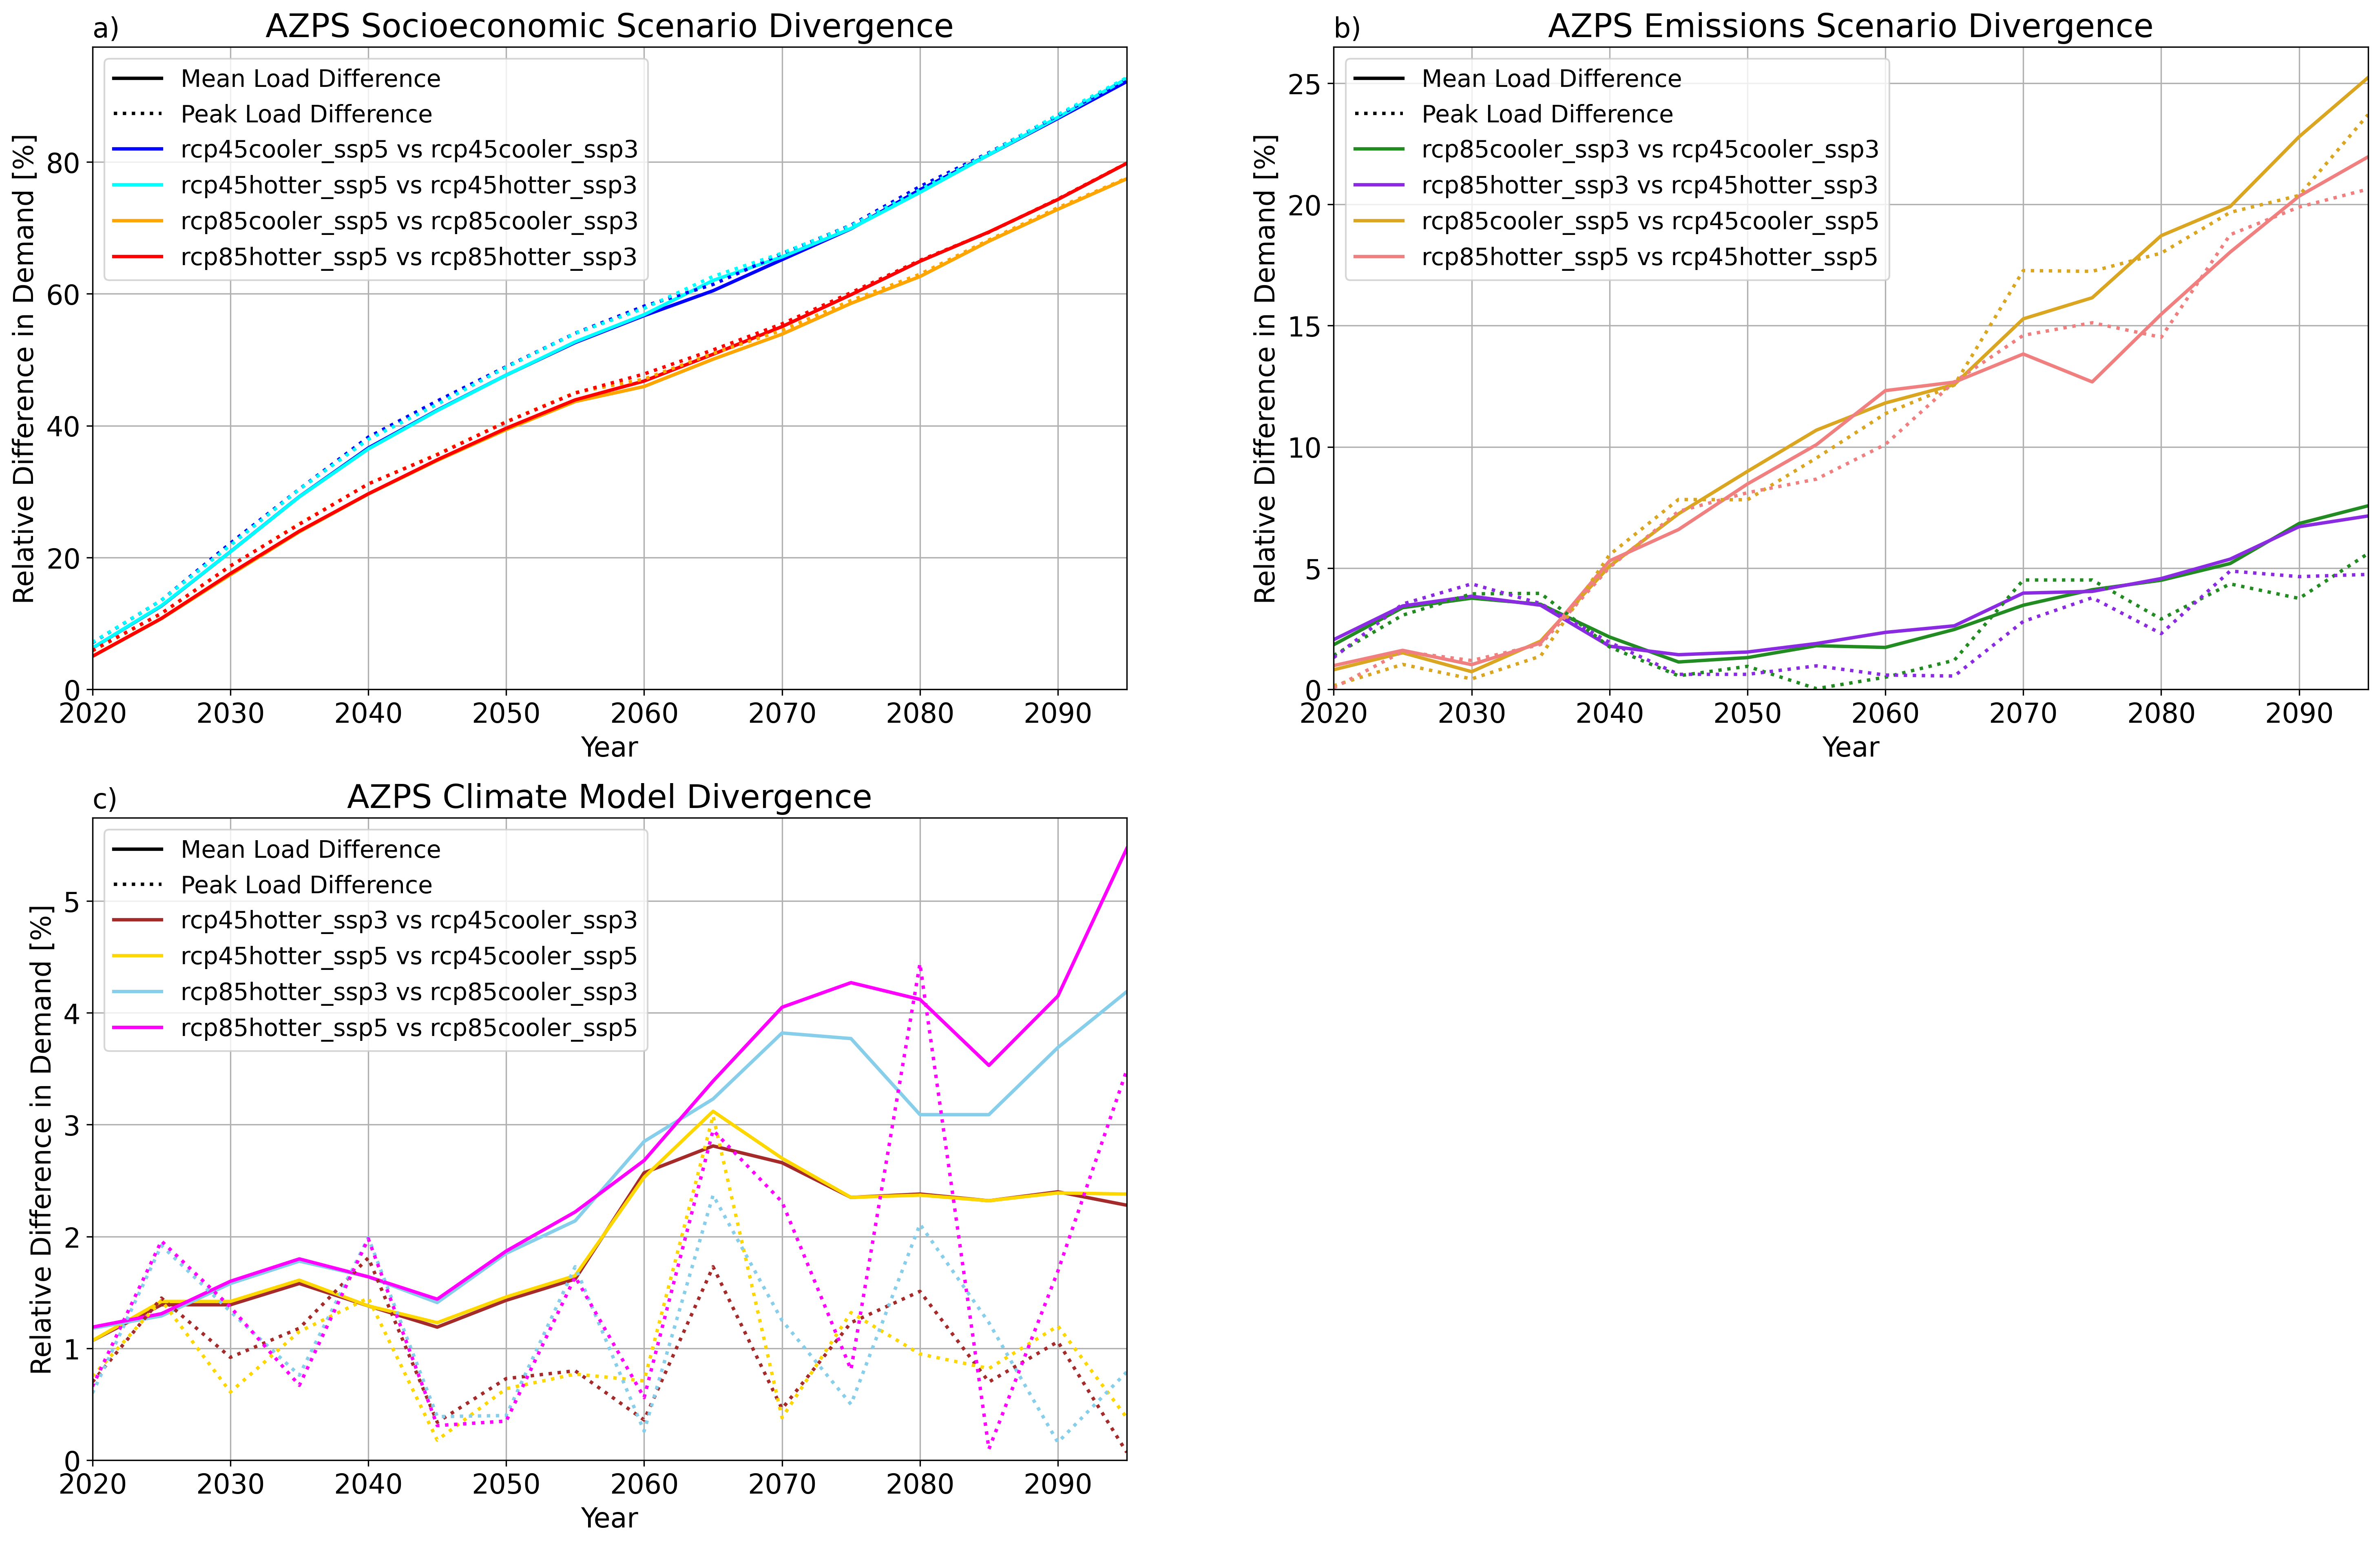 a)
AZPS Socioeconomic Scenario Divergence
Relative Difference in Demand [%]
80
60
40
20
0
Mean Load Difference
Peak Load Difference
rcp45cooler_ssp5 vs rcp45cooler_ssp3
rcp45hotter_ssp5 vs rcp45hotter_ssp3
rcp85cooler_ssp5 vs rcp85cooler_ssp3
rcp85hotter_ssp5 vs rcp85hotter_ssp3
2020 2030 2040 2050 2060 2070 2080 2090
Year
b)
AZPS Emissions Scenario Divergence
Relative Difference in Demand [%]
25
20
15
10
5
0
Mean Load Difference
Peak Load Difference
rcp85cooler_ssp3 vs rcp45cooler_ssp3
rcp85hotter_ssp3 vs rcp45hotter_ssp3
rcp85cooler_ssp5 vs rcp45cooler_ssp5
rcp85hotter_ssp5 vs rcp45hotter_ssp5
2020 2030 2040 2050 2060 2070 2080 2090
Year
c)
AZPS Climate Model Divergence
Relative Difference in Demand [%]
5
4
3
2
1
0
Mean Load Difference
Peak Load Difference
rcp45hotter_ssp3 vs rcp45cooler_ssp3
rcp45hotter_ssp5 vs rcp45cooler_ssp5
rcp85hotter_ssp3 vs rcp85cooler_ssp3
rcp85hotter_ssp5 vs rcp85cooler_ssp5
2020 2030 2040 2050 2060 2070 2080 2090
Year